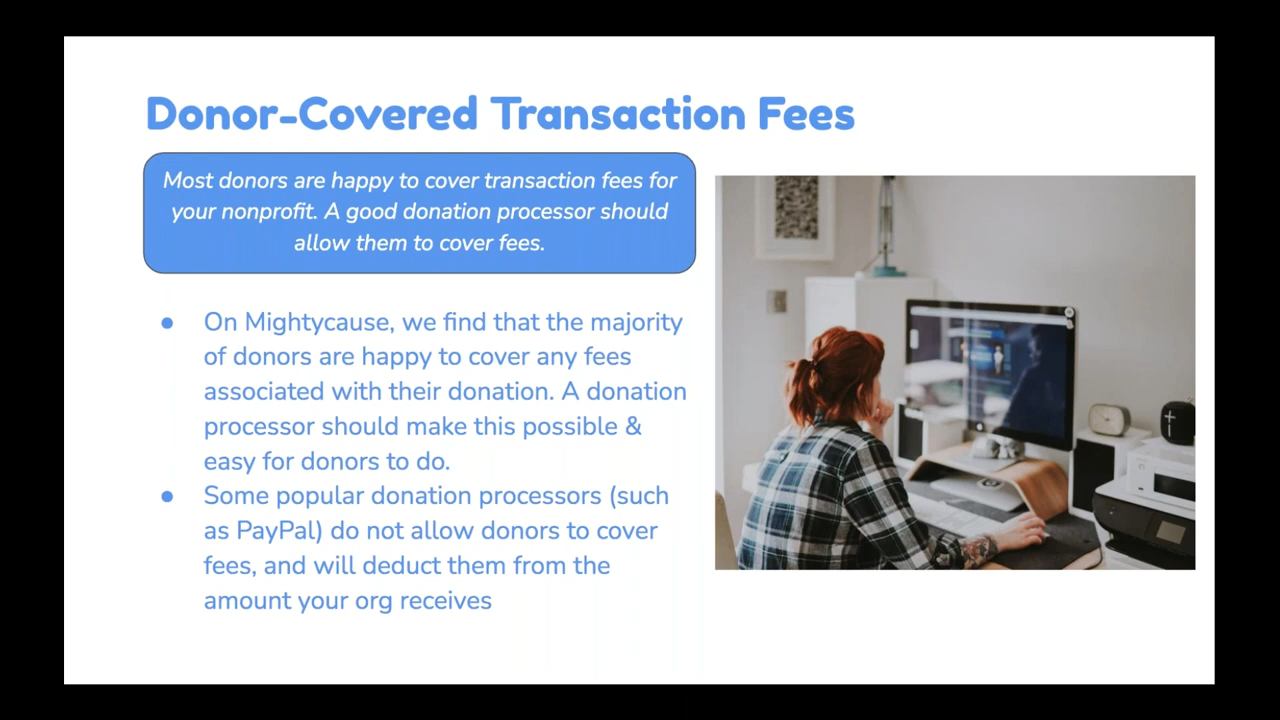 Donor-Covered Transaction Fees
Most donors are happy to cover transaction fees for
your nonprofit. A good donation processor should
allow them to cover fees.
● On Mightycause, we find that the majority
of donors are happy to cover any fees
associated with their donation. A donation
processor should make this possible &
easy for donors to do.
● Some popular donation processors (such
as PayPal) do not allow donors to cover
fees, and will deduct them from the
amount your org receives